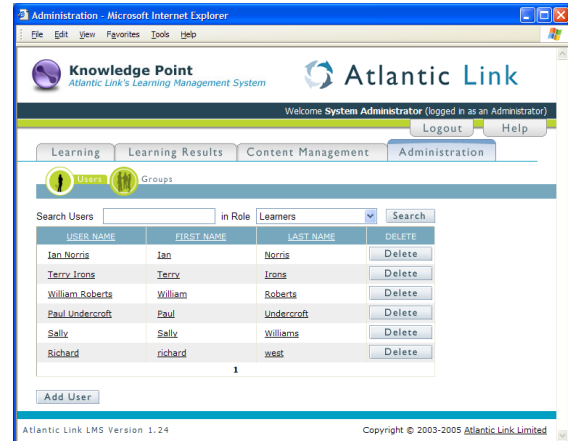 Administration - Microsoft Internet Explorer
File Edit View Favorites Tools Help
Knowledge Point
Atlantic Link's Learning Management System
Atlantic Link
Welcome System Administrator (logged in as an Administrator)
Logout Help
Learning Learning Results Content Management Administration
Users Groups
Search Users in Role Learners Search
USER NAME FIRST NAME LAST NAME DELETE
Ian Norris Ian Norris Delete
Terry Irons Terry Irons Delete
William Roberts William Roberts Delete
Paul Undercroft Paul Undercroft Delete
Sally Sally Williams Delete
Richard richard west Delete
1
Add User
Atlantic Link LMS Version 1.24 Copyright © 2003-2005 Atlantic Link Limited